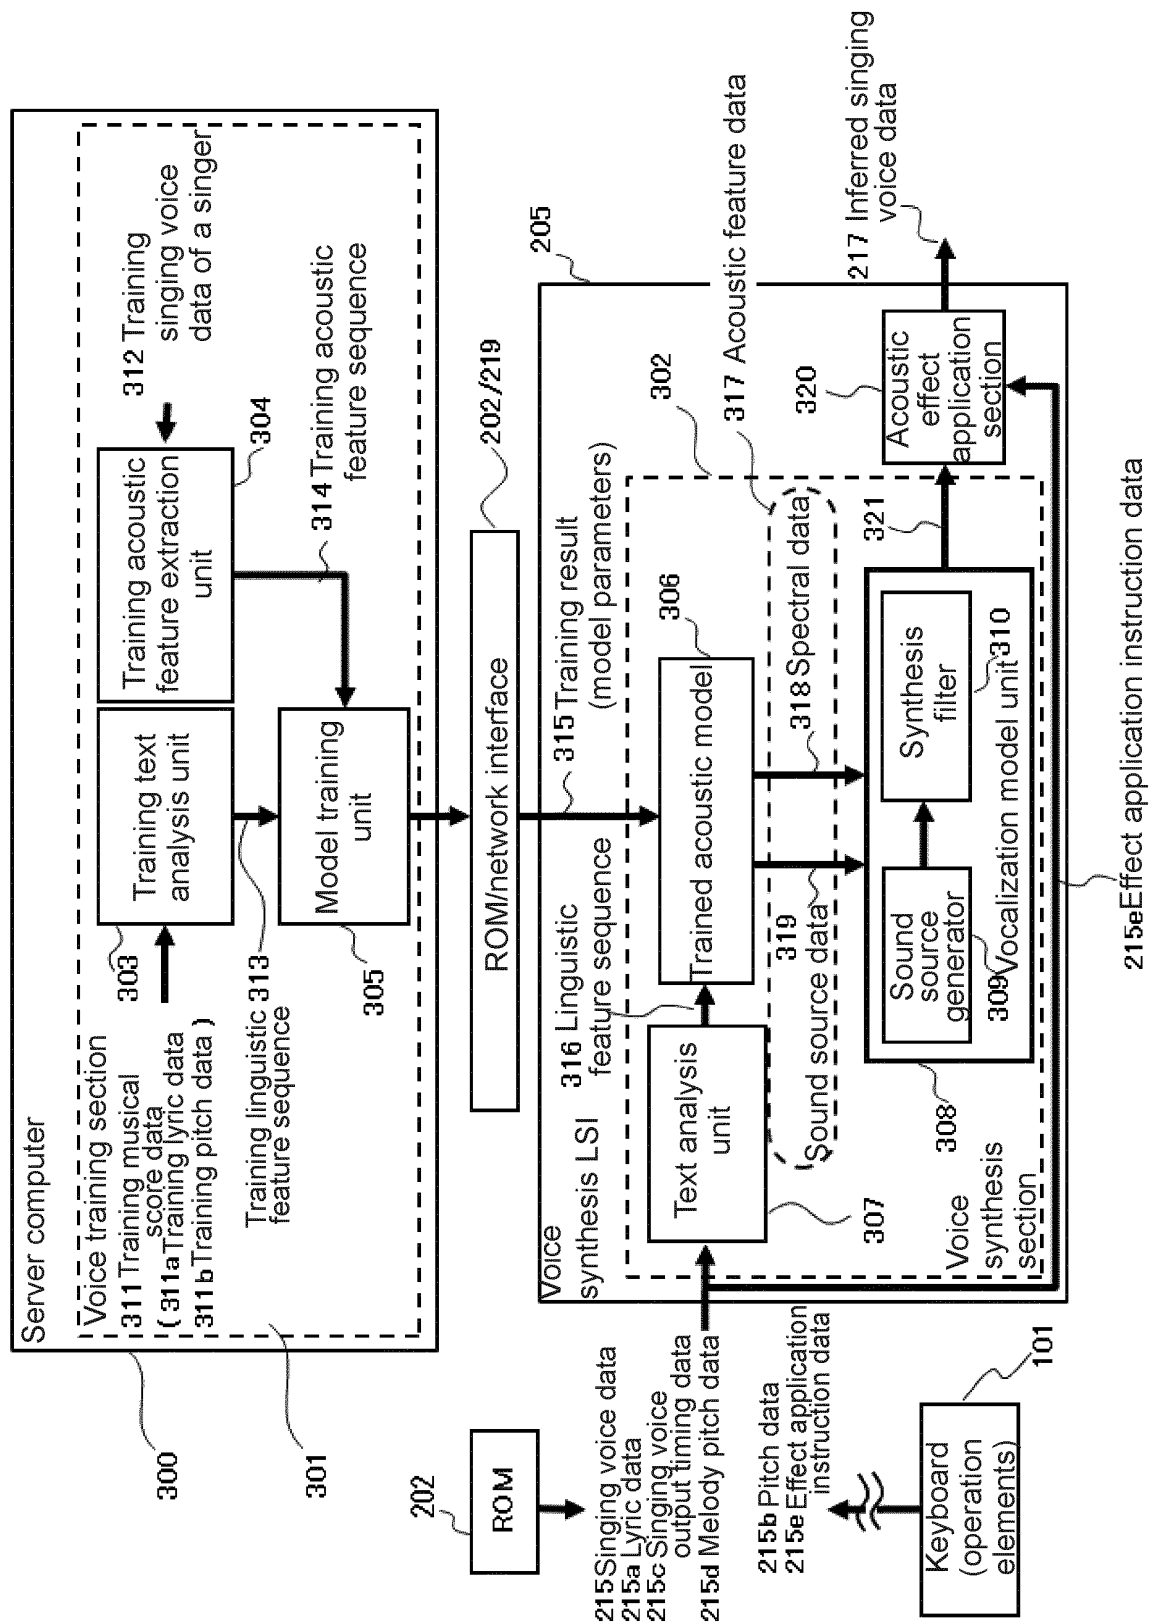 Server computer
300
Voice training section
301
311 Training musical
score data
( 311a Training lyric data
311b Training pitch data )
303
Training text
analysis unit
Training acoustic
feature extraction
unit
304
312 Training
singing voice
data of a singer
Training linguistic 313
feature sequence
314 Training acoustic
feature sequence
Model training
unit
305
ROM/network interface
202/219
315 Training result
(model parameters)
202
ROM
215 Singing voice data
215a Lyric data
215c Singing voice
output timing data
215d Melody pitch data
215b Pitch data
215e Effect application
instruction data
Keyboard
(operation
elements)
101
Voice
synthesis LSI
205
316 Linguistic
feature sequence
Text analysis
unit
307
Trained acoustic model
306
302
317 Acoustic feature data
319
Sound source data
318 Spectral data
308
Sound
source
generator
309
Synthesis
filter
310
Vocalization model unit
Voice
synthesis
section
321
Acoustic
effect
application
section
320
217 Inferred singing
voice data
215e Effect application instruction data